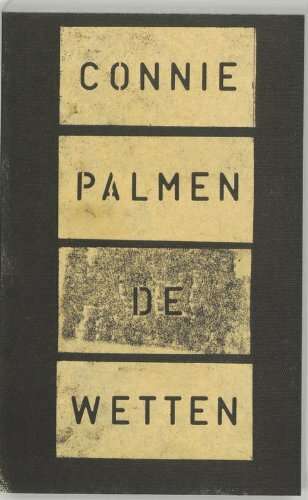 CONNIE
PALMEN
DE
WETTEN